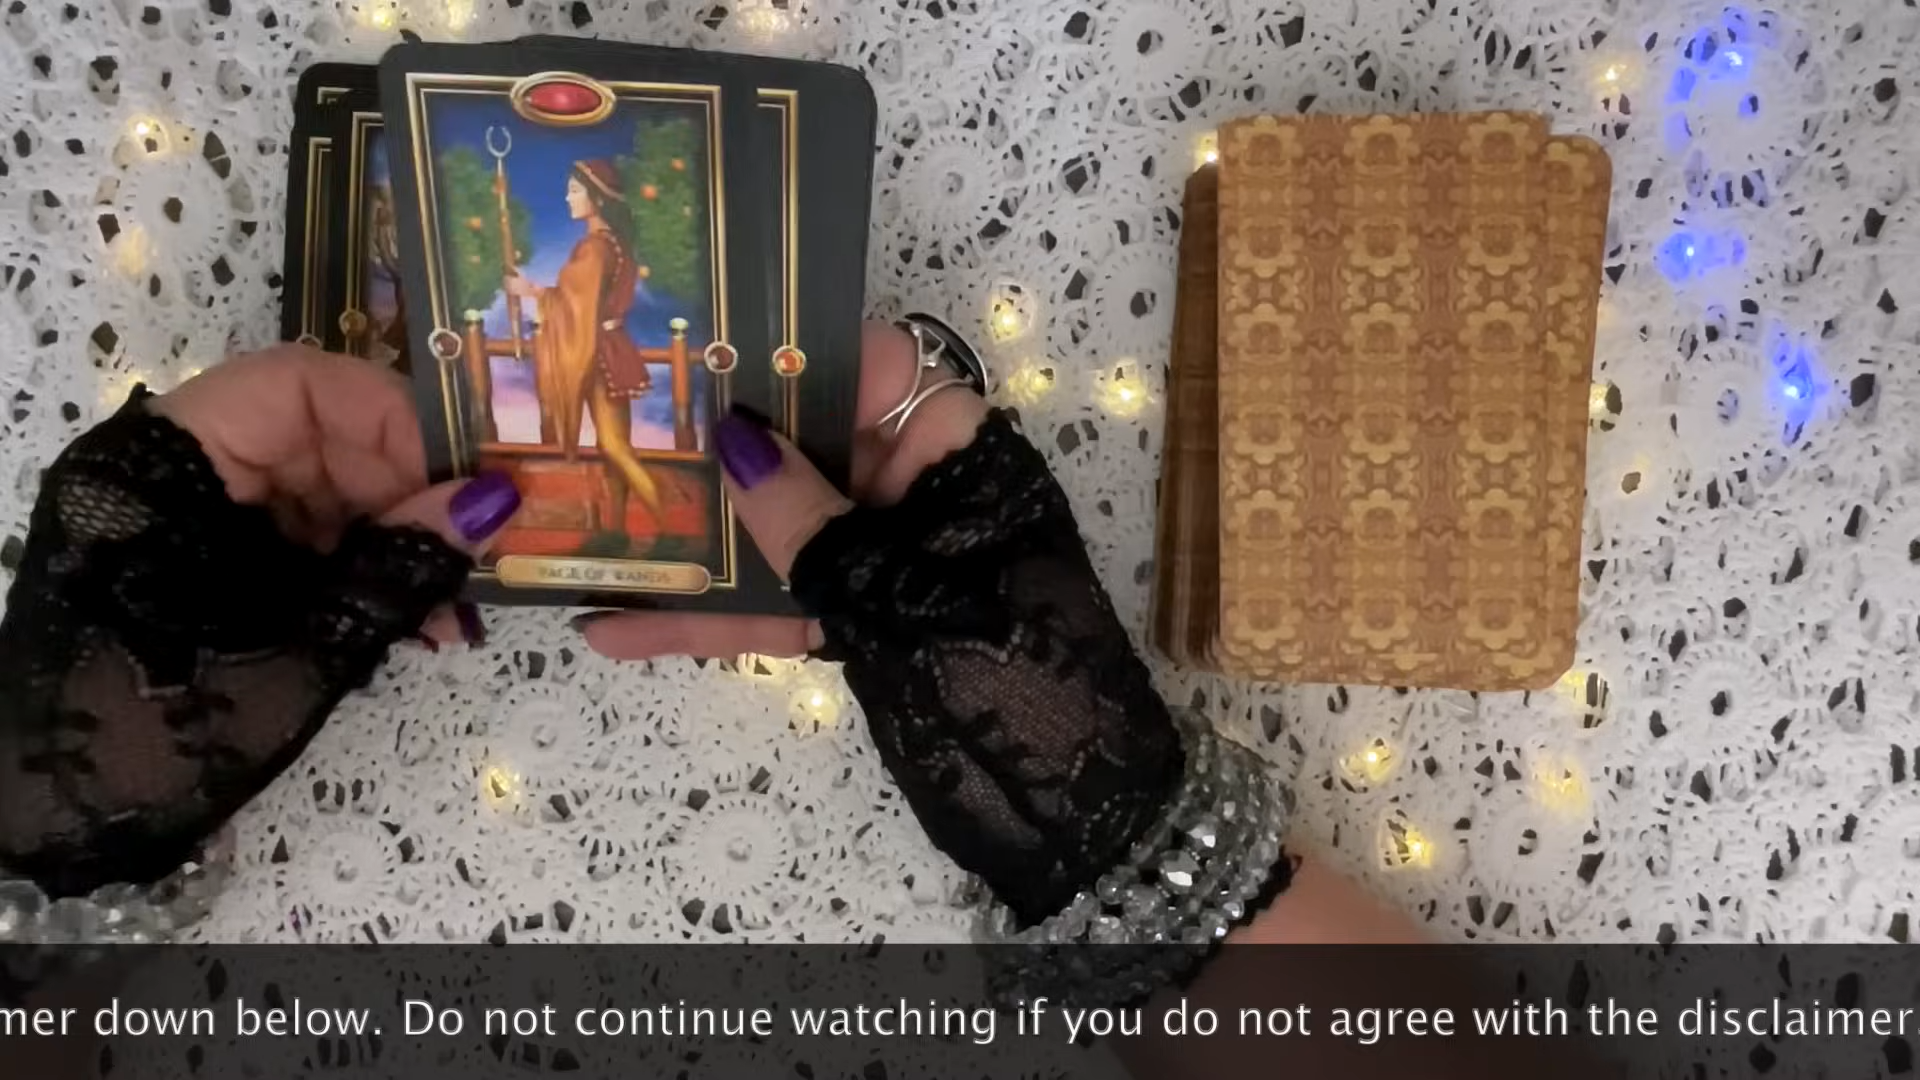 PAGE OF WANDS
mer down below. Do not continue watching if you do not agree with the disclaimer.